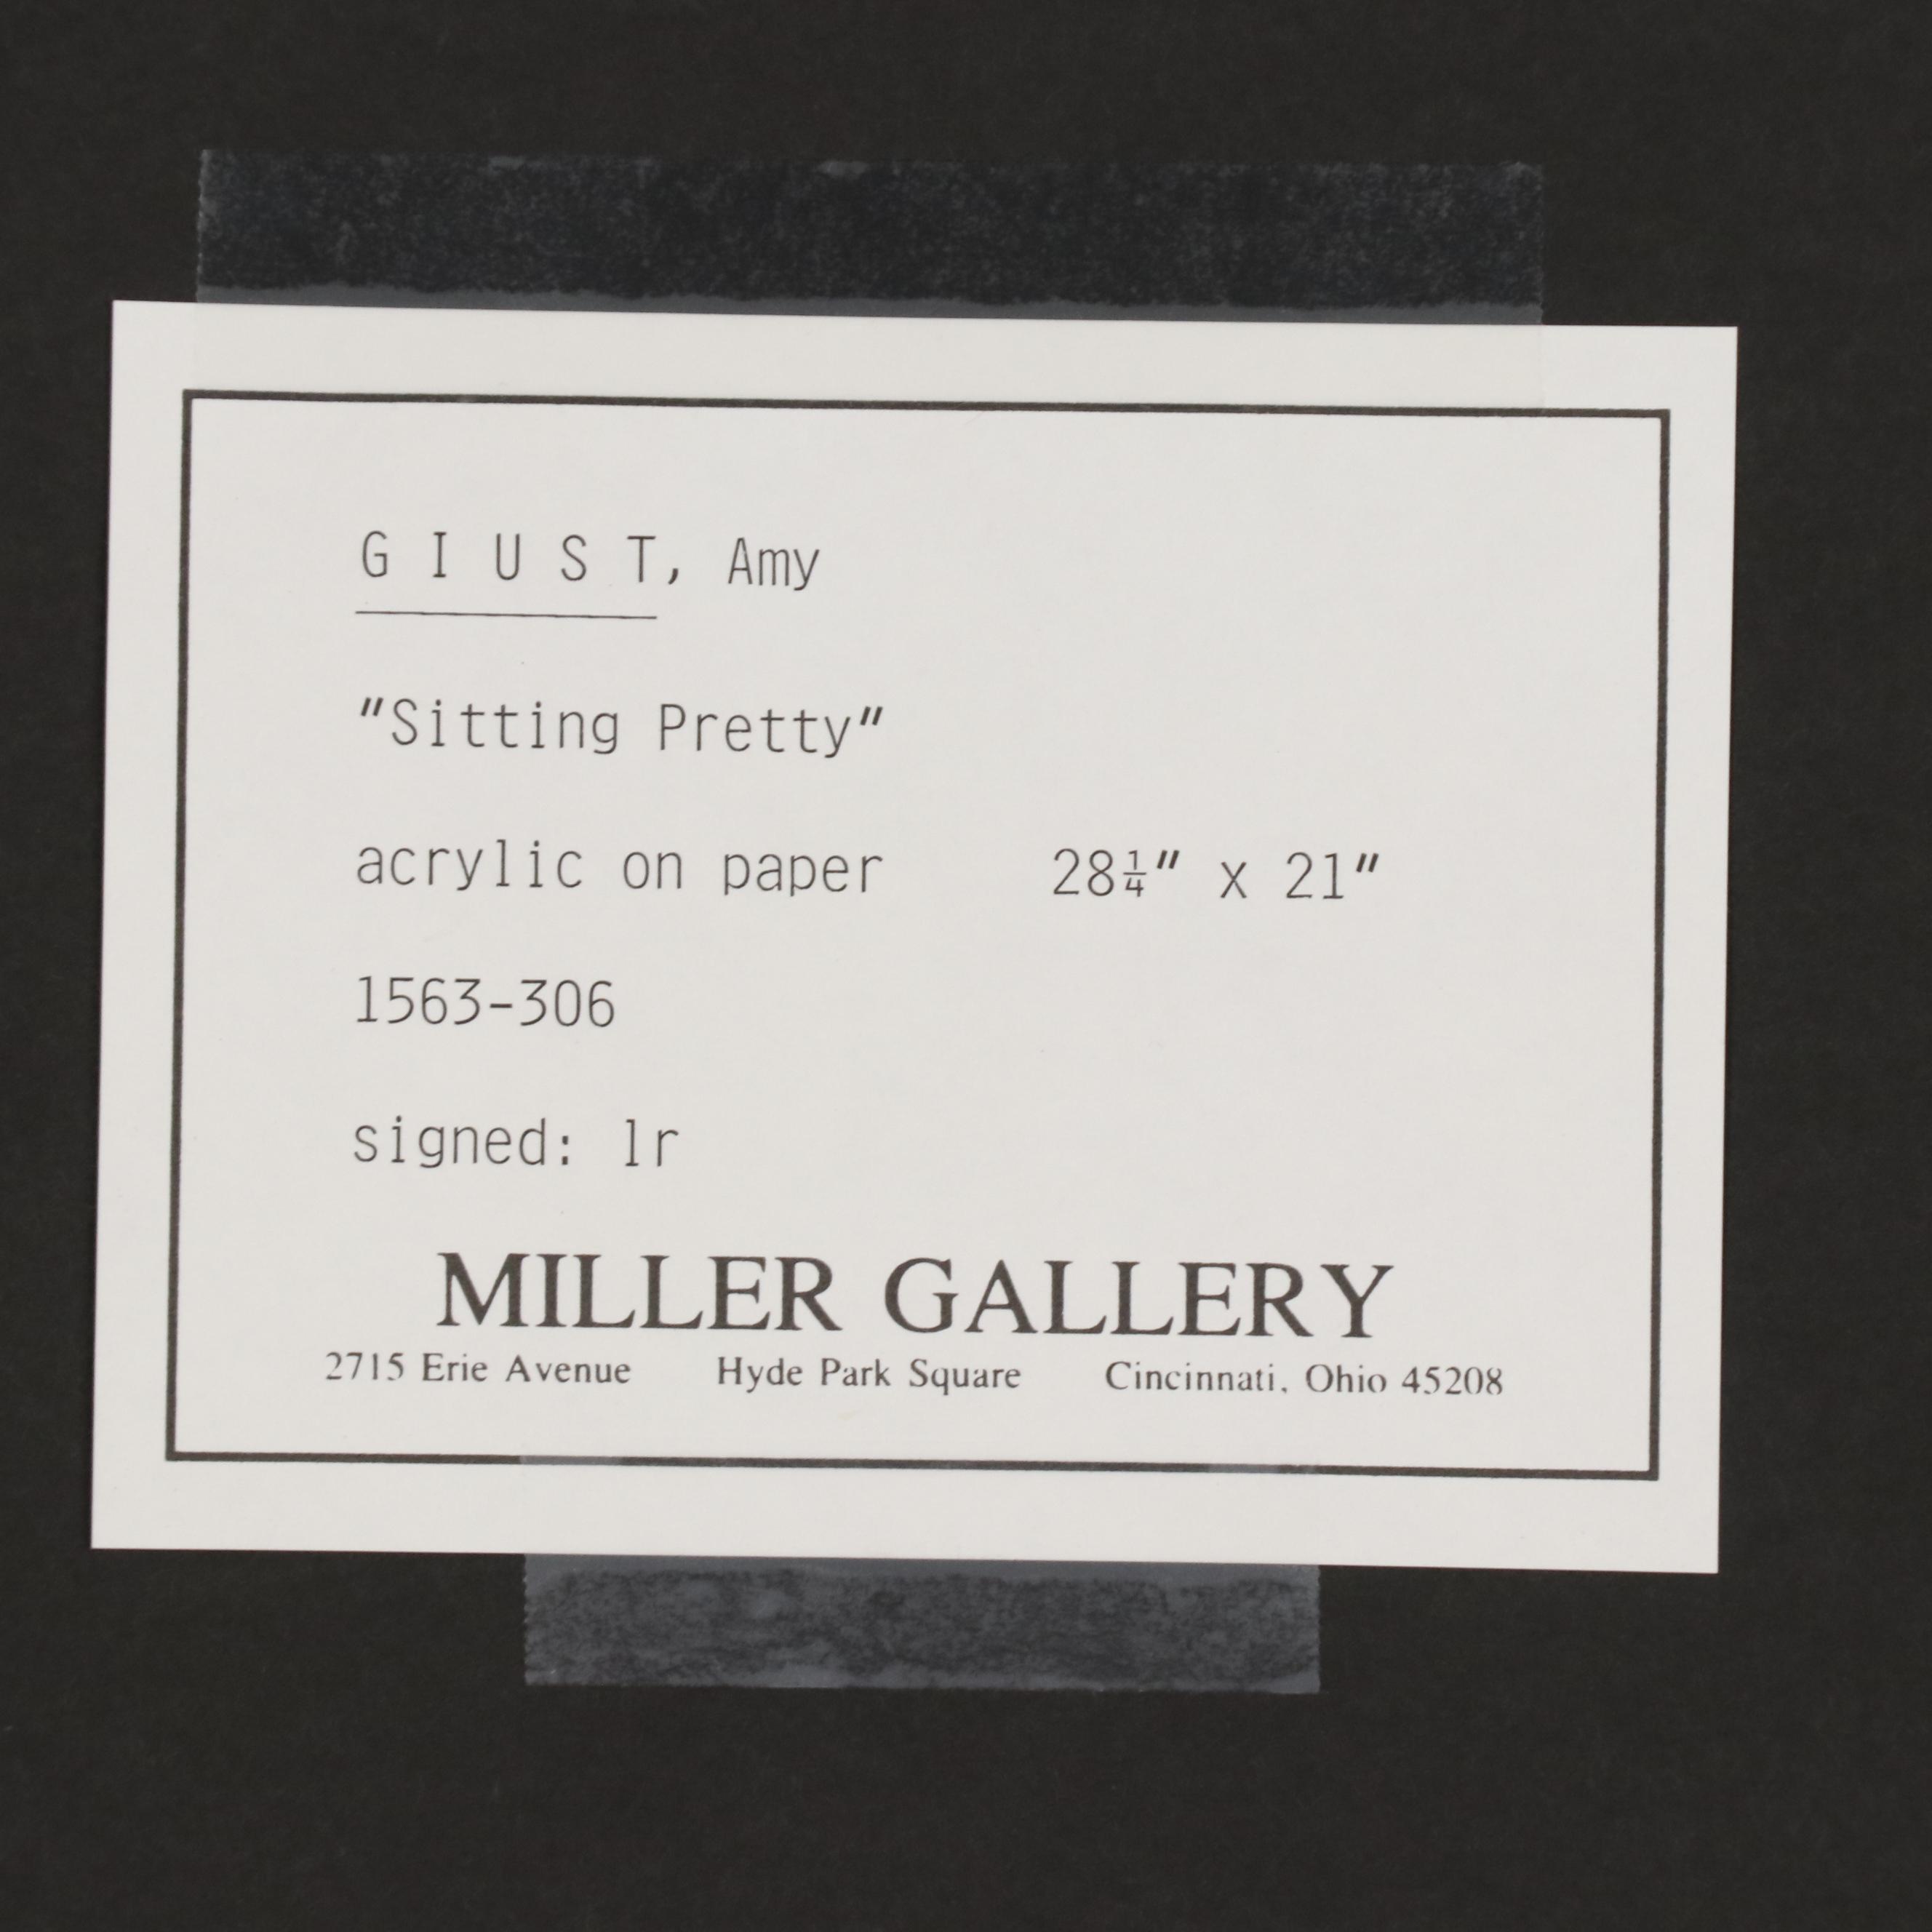 G I U S T, Amy
"Sitting Pretty"
acrylic on paper 28¼" x 21"
1563-306
signed: lr
MILLER GALLERY
2715 Erie Avenue Hyde Park Square Cincinnati, Ohio 45208